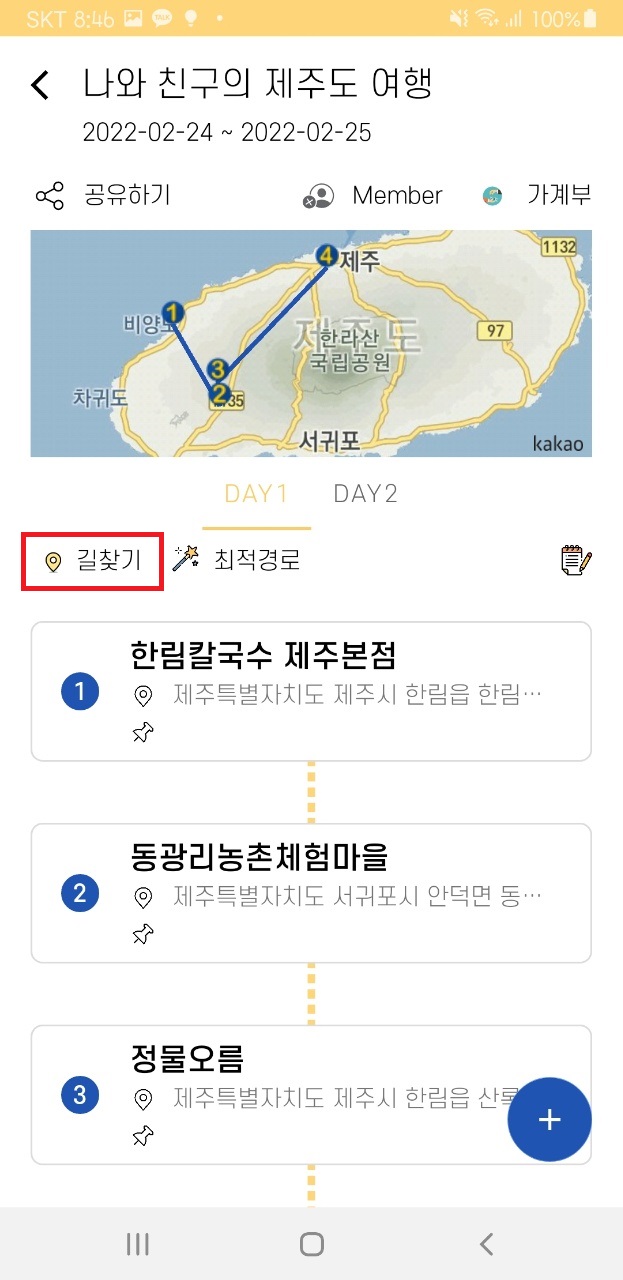 SKT 8:46 TALK 100%
나와 친구의 제주도 여행
2022-02-24 ~ 2022-02-25
공유하기 Member 가계부
4 제주 1132
1 비양도
제주도
한라산
국립공원
97
3
2 35
차귀도
서귀포
kakao
DAY1 DAY2
길찾기 최적경로
한림칼국수 제주본점
1
제주특별자치도 제주시 한림읍 한림…
동광리농촌체험마을
2
제주특별자치도 서귀포시 안덕면 동…
정물오름
3
제주특별자치도 제주시 한림읍 산록
+